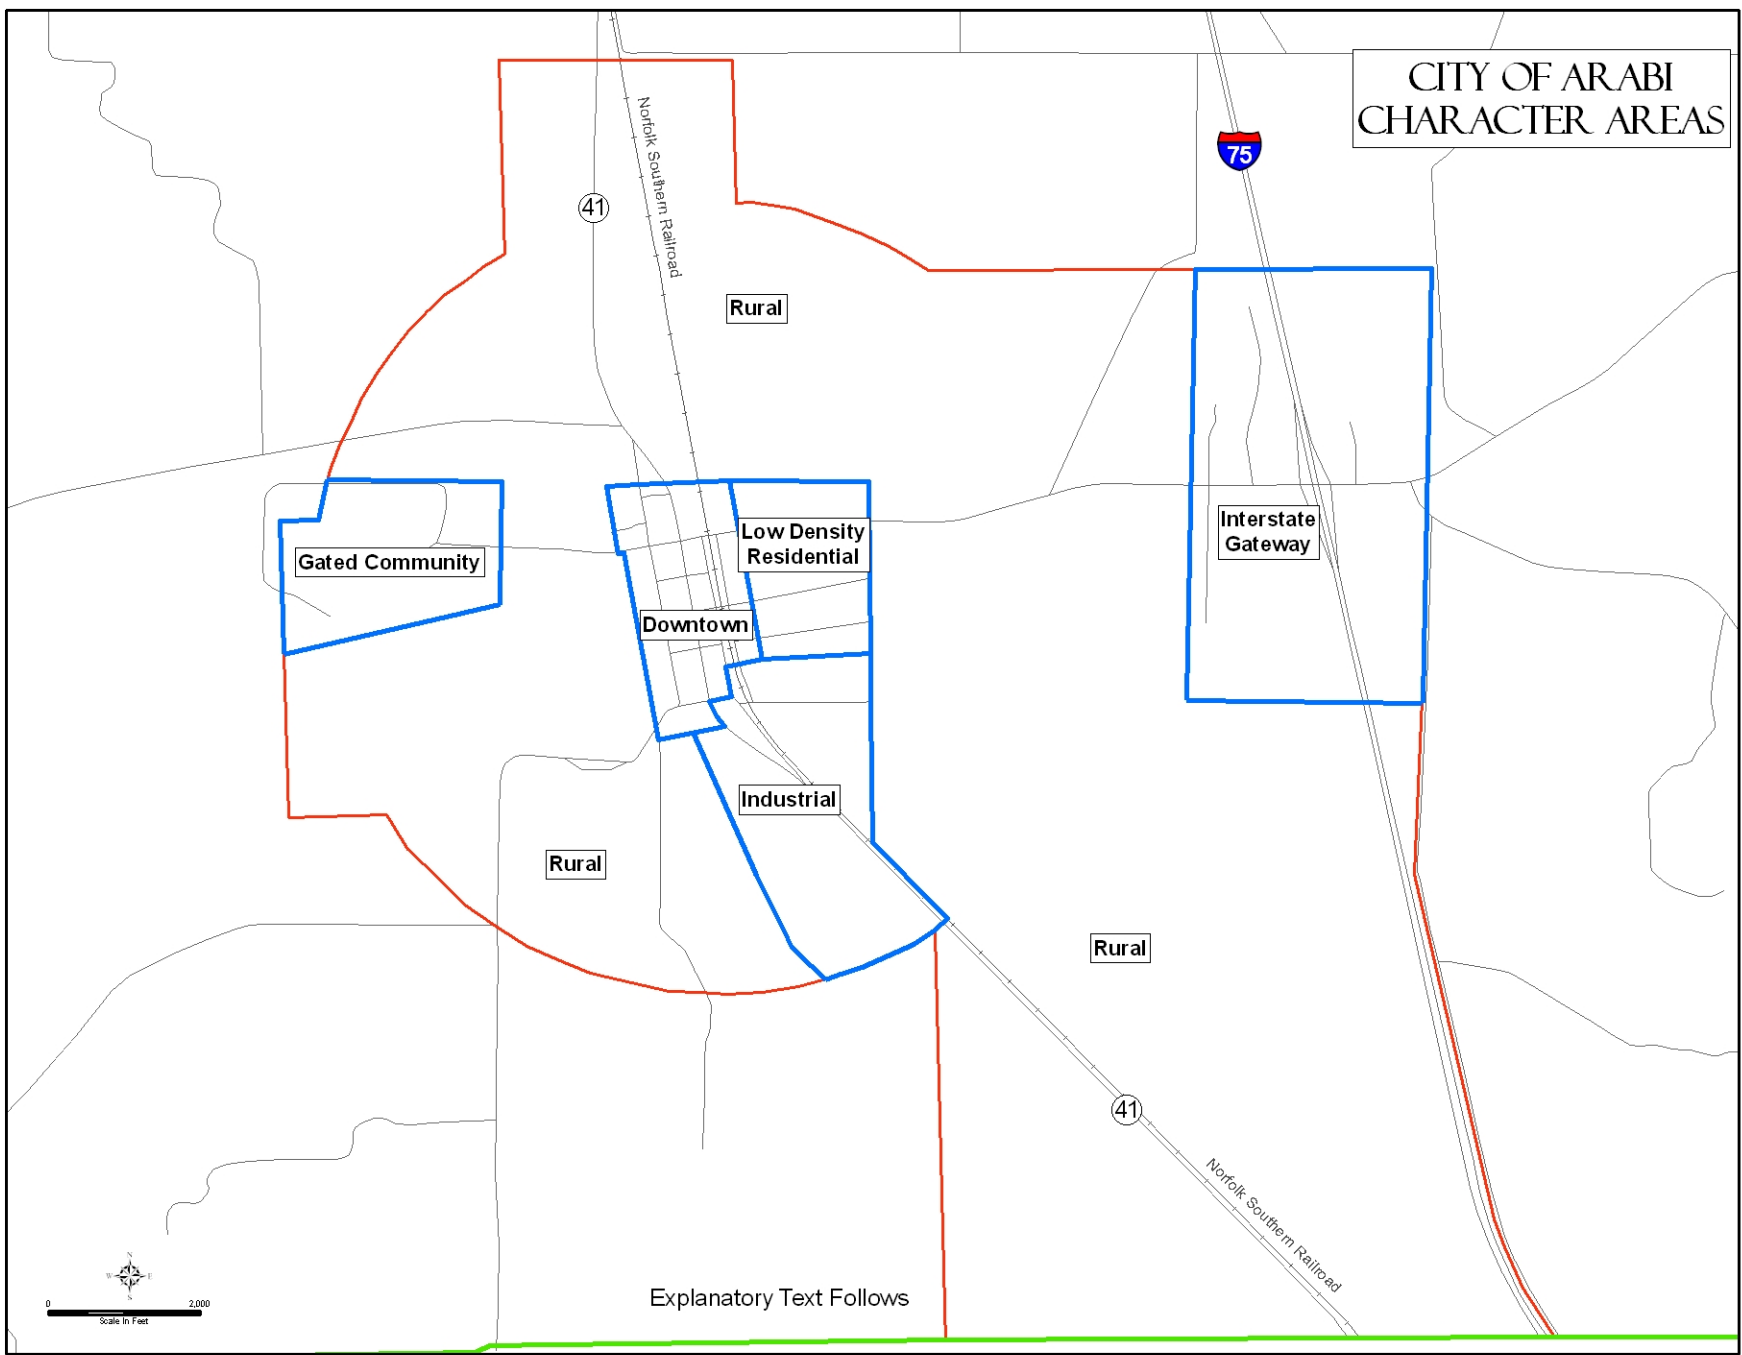 CITY OF ARABI
CHARACTER AREAS
75
41
Norfolk Southern Railroad
Rural
Low Density
Residential
Interstate
Gateway
Gated Community
Downtown
Industrial
Rural
Rural
41
Norfolk Southern Railroad
N
W E
S
0 2,000
Scale In Feet
Explanatory Text Follows